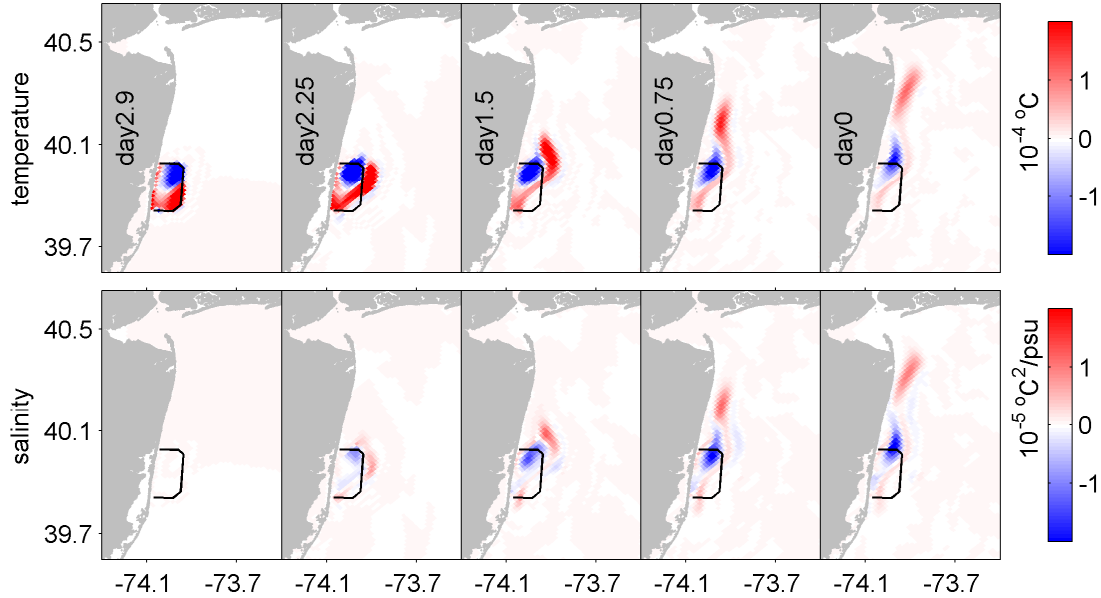 temperature
40.5
40.1
39.7
day2.9
day2.25
day1.5
day0.75
day0
1
0
-1
10⁻⁴ °C
salinity
40.5
40.1
39.7
1
0
-1
10⁻⁵ °C²/psu
-74.1 -73.7 -74.1 -73.7 -74.1 -73.7 -74.1 -73.7 -74.1 -73.7